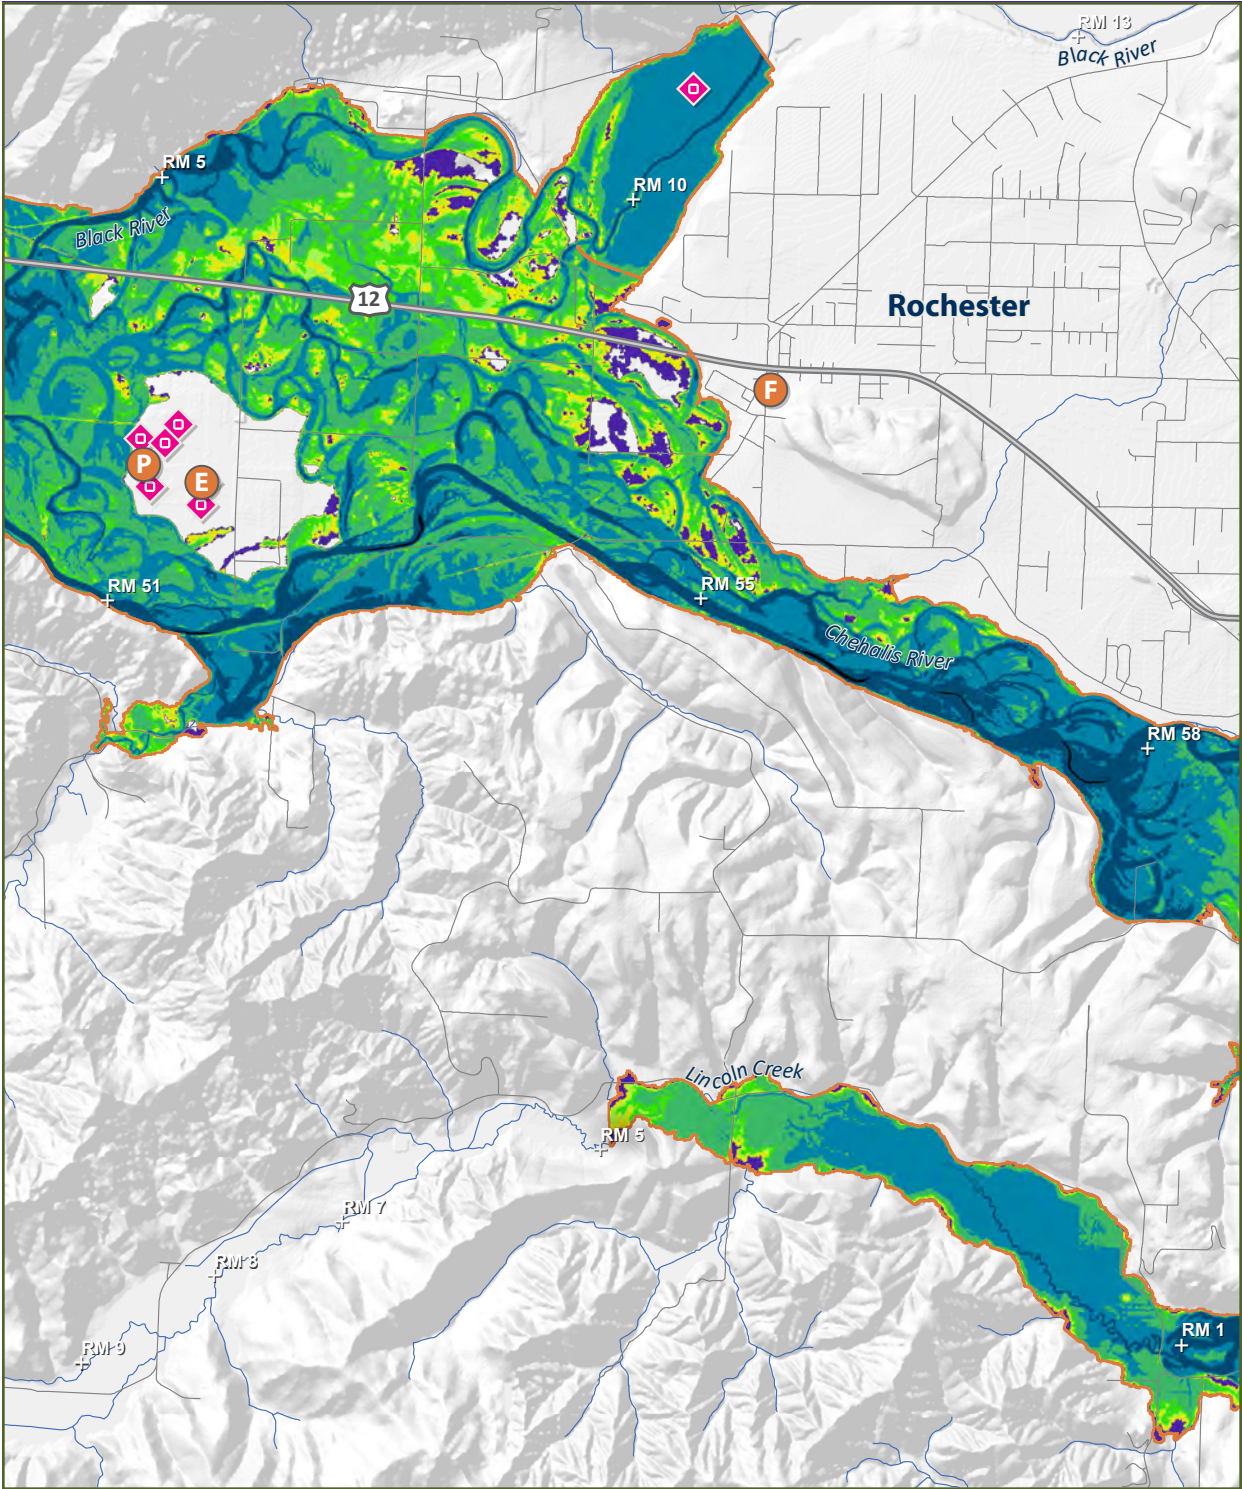 RM 13
Black River
RM 5
RM 10
Black River
12
Rochester
F
P
E
RM 51
RM 55
Chehalis River
RM 58
Lincoln Creek
RM 5
RM 7
RM 8
RM 1
RM 9